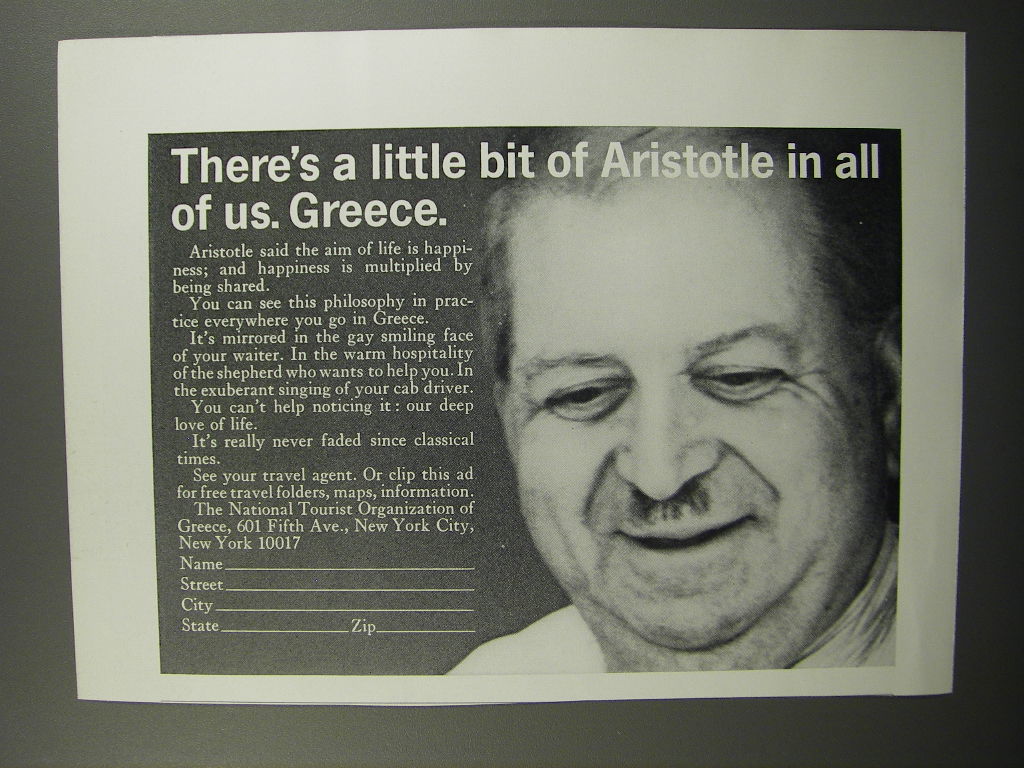 There's a little bit of Aristotle in all
of us. Greece.
Aristotle said the aim of life is happi-
ness; and happiness is multiplied by
being shared.
You can see this philosophy in prac-
tice everywhere you go in Greece.
It's mirrored in the gay smiling face
of your waiter. In the warm hospitality
of the shepherd who wants to help you. In
the exuberant singing of your cab driver.
You can't help noticing it: our deep
love of life.
It's really never faded since classical
times.
See your travel agent. Or clip this ad
for free travel folders, maps, information.
The National Tourist Organization of
Greece, 601 Fifth Ave., New York City,
New York 10017
Name
Street
City
State Zip